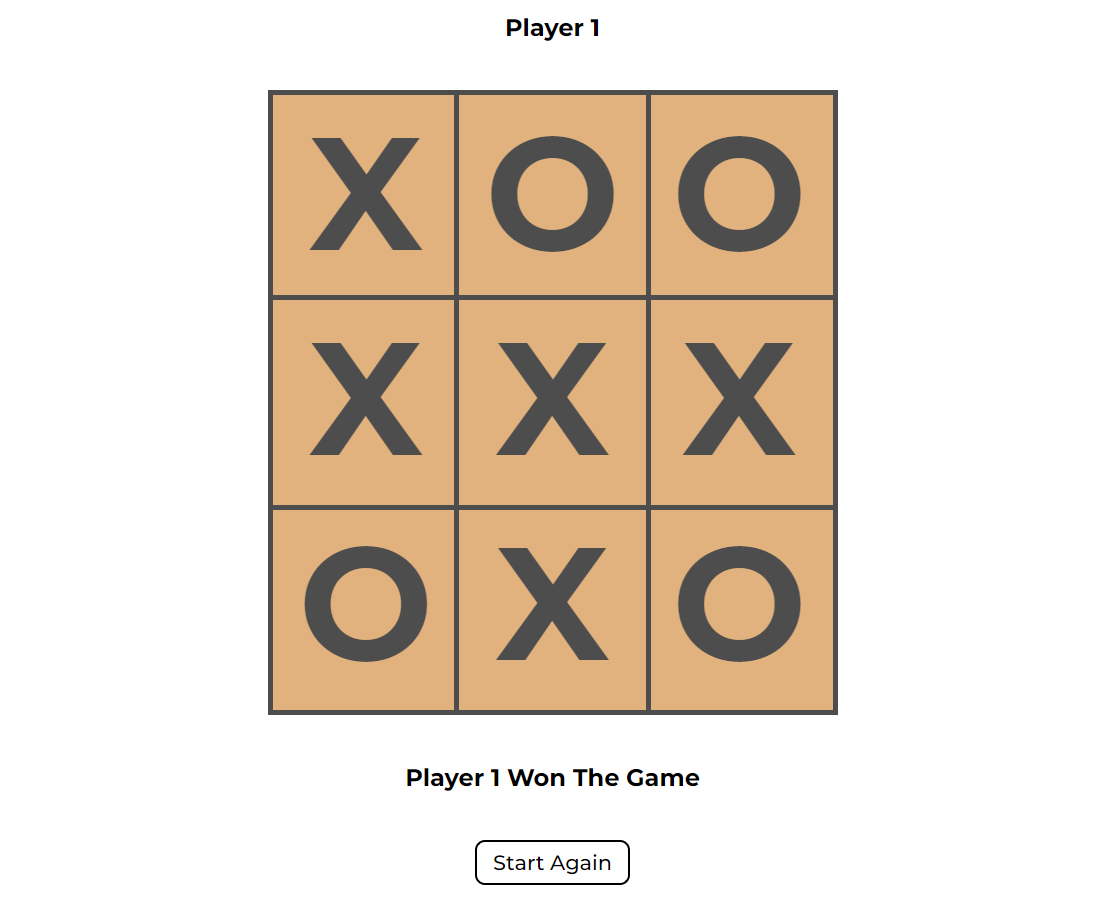 Player 1
X O O
X X X
O X O
Player 1 Won The Game
Start Again